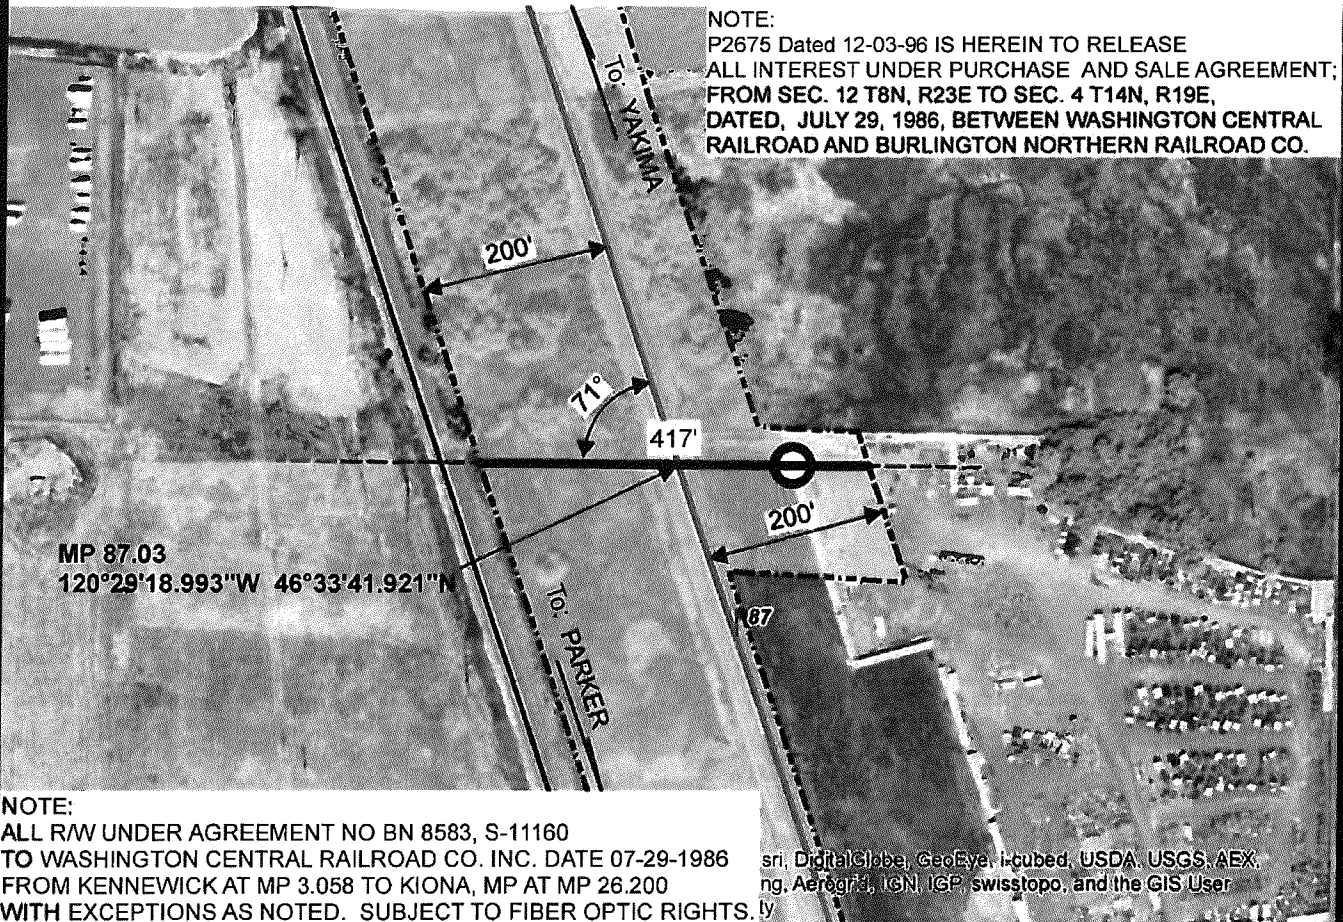 NOTE:
P2675 Dated 12-03-96 IS HEREIN TO RELEASE
ALL INTEREST UNDER PURCHASE AND SALE AGREEMENT:
FROM SEC. 12 T8N, R23E TO SEC. 4 T14N, R19E,
DATED, JULY 29, 1986, BETWEEN WASHINGTON CENTRAL
RAILROAD AND BURLINGTON NORTHERN RAILROAD CO.
To: YAKIMA
200'
71°
417'
200'
MP 87.03
120°29'18.993"W 46°33'41.921"N
To: PARKER
87
NOTE:
ALL R/W UNDER AGREEMENT NO BN 8583, S-11160
TO WASHINGTON CENTRAL RAILROAD CO. INC. DATE 07-29-1986
FROM KENNEWICK AT MP 3.058 TO KIONA, MP AT MP 26.200
WITH EXCEPTIONS AS NOTED. SUBJECT TO FIBER OPTIC RIGHTS.
sri, DigitalGlobe, GeoEye, i-cubed, USDA, USGS, AEX,
ng, Aerogrid, IGN, IGP, swisstopo, and the GIS User
ty